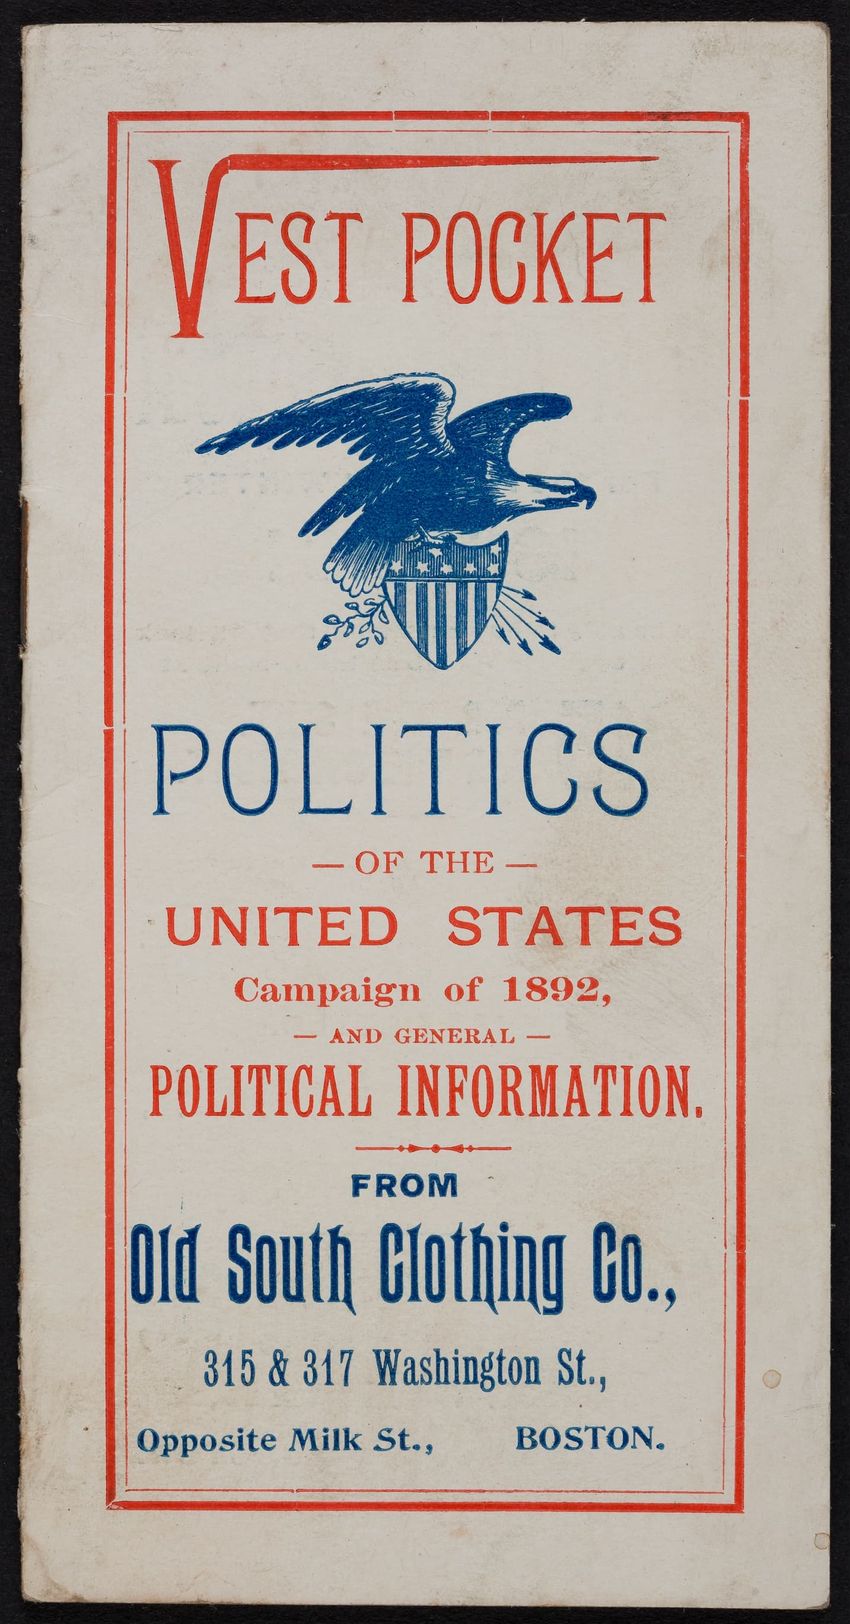 VEST POCKET
POLITICS
— OF THE —
UNITED STATES
Campaign of 1892,
— AND GENERAL —
POLITICAL INFORMATION.
FROM
Old South Clothing Co.,
315 & 317 Washington St.,
Opposite Milk St., BOSTON.